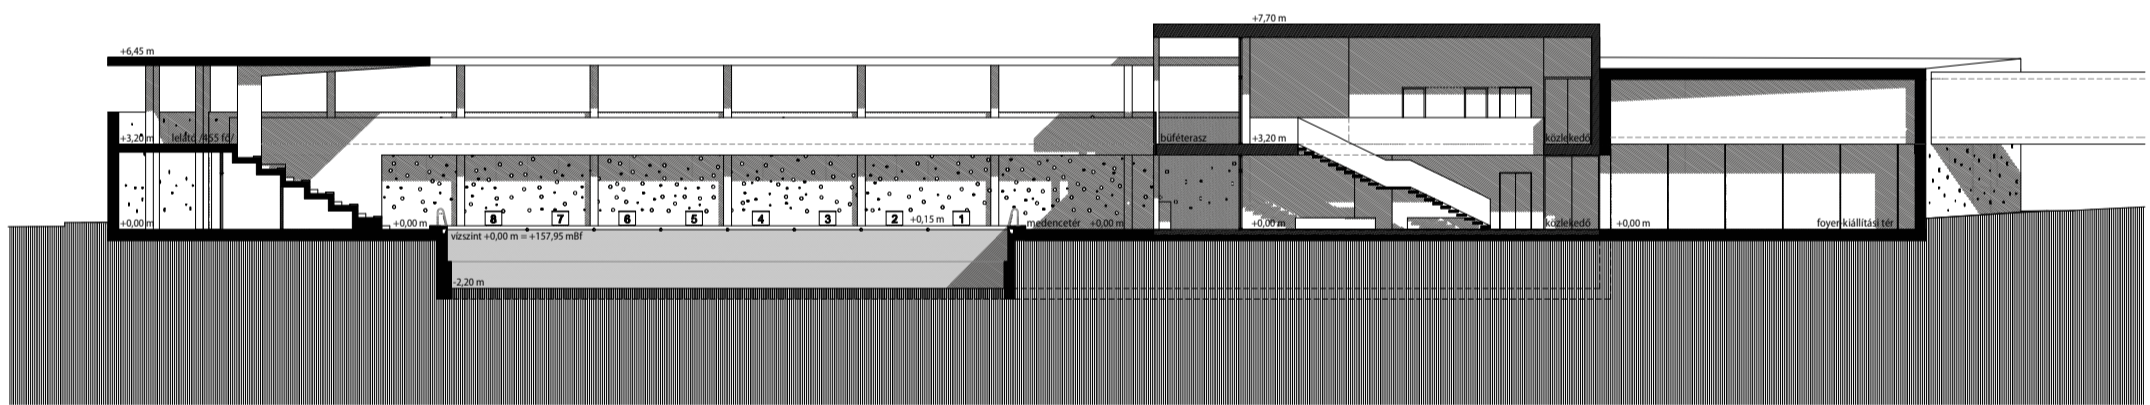 +7,70 m
+6,45 m
+3,20 m
lelátó /455 fő/
büféterasz
+3,20 m
közlekedő
+0,00 m
+0,00 m
8
7
6
5
4
3
+0,15 m
2
1
medencetér
+0,00 m
+0,00 m
közlekedő
+0,00 m
foyer-kiállítási tér
vízszint +0,00 m = +157,95 mBf
-2,20 m